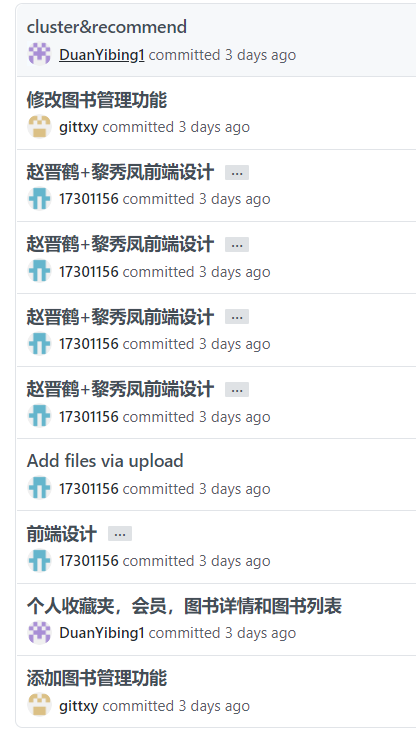 cluster&recommend
DuanYibing1 committed 3 days ago
修改图书管理功能
gittxy committed 3 days ago
赵晋鹤+黎秀凤前端设计 …
17301156 committed 3 days ago
赵晋鹤+黎秀凤前端设计 …
17301156 committed 3 days ago
赵晋鹤+黎秀凤前端设计 …
17301156 committed 3 days ago
赵晋鹤+黎秀凤前端设计 …
17301156 committed 3 days ago
Add files via upload
17301156 committed 3 days ago
前端设计 …
17301156 committed 3 days ago
个人收藏夹，会员，图书详情和图书列表
DuanYibing1 committed 3 days ago
添加图书管理功能
gittxy committed 3 days ago